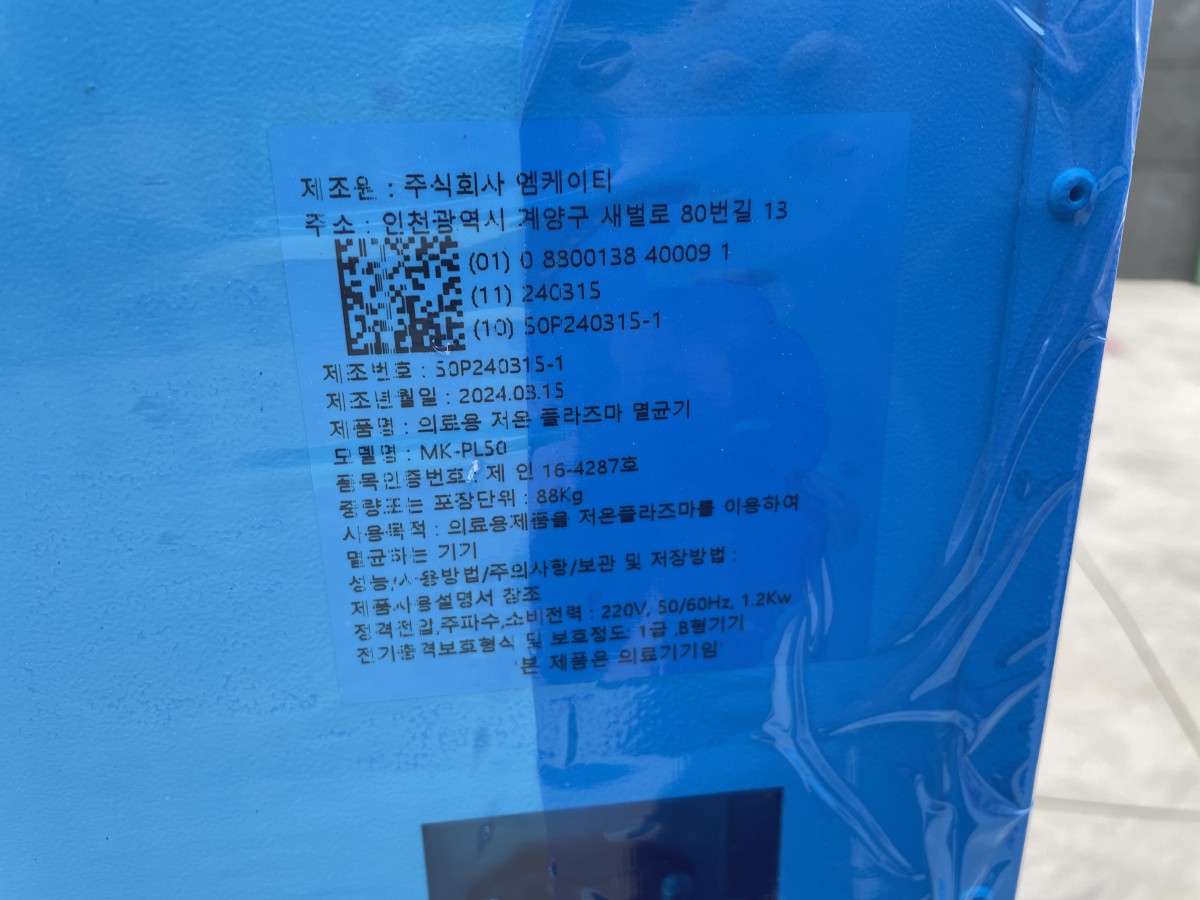 제조원 : 주식회사 엠케이티
주 소 : 인천광역시 계양구 새벌로 80번길 13
(01) 0 8800138 40009 1
(11) 240315
(10) 50P240315-1
제조번호 : 50P240315-1
제조년월일 : 2024.03.15
제품명 : 의료용 저온 플라즈마 멸균기
모델명 : MK-PL50
품목인증번호 : 제 인 16-4287호
중량또는 포장단위 : 88Kg
사용목적 : 의료용제품을 저온플라즈마를 이용하여
멸균하는 기기
성능/사용방법/주의사항/보관 및 저장방법 :
제품사용설명서 참조
정격전압,주파수,소비전력 : 220V, 50/60Hz, 1.2Kw
전기충격보호형식 및 보호정도: 1급 ,B형기기
'본 제품은 의료기기임'